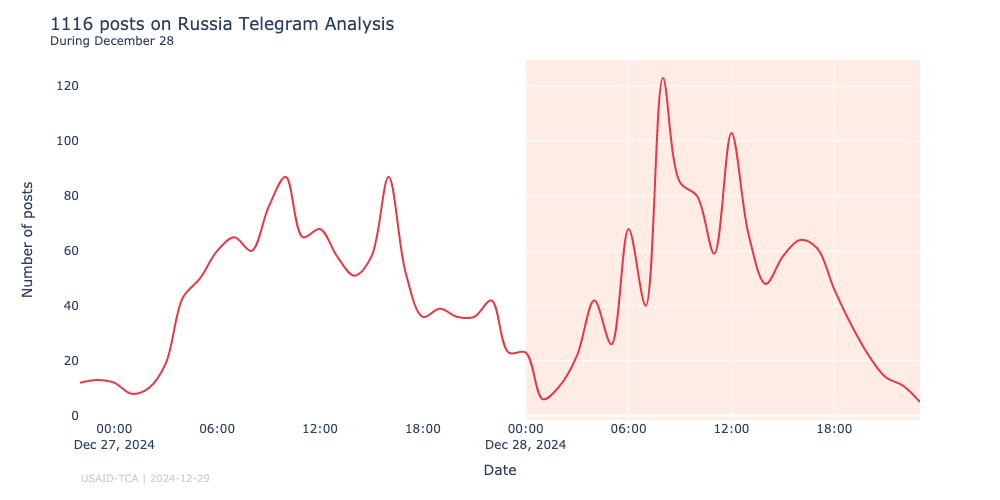 1116 posts on Russia Telegram Analysis
During December 28
120
100
80
60
40
20
0
Number of posts
00:00
Dec 27, 2024
06:00
12:00
18:00
00:00
Dec 28, 2024
06:00
12:00
18:00
Date
USAID-TCA | 2024-12-29